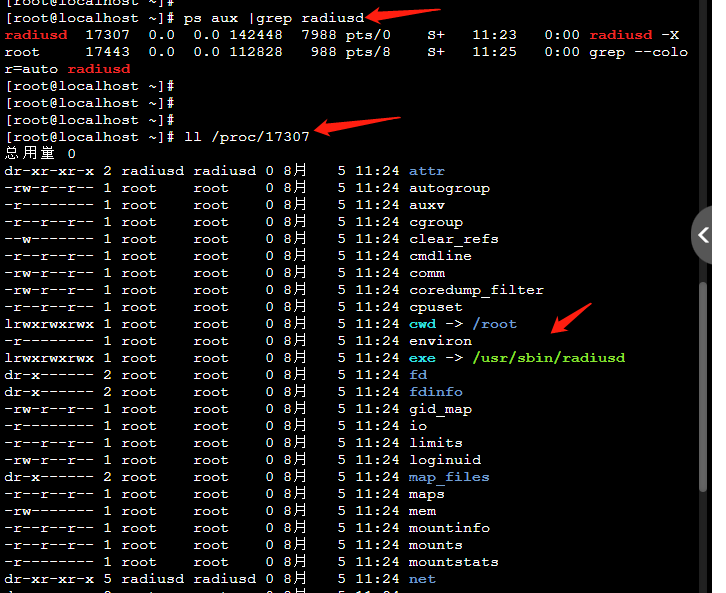 [root@localhost ~]#
[root@localhost ~]# ps aux |grep radiusd
radiusd  17307  0.0  0.0 142448  7988 pts/0    S+   11:23   0:00 radiusd -X
root     17443  0.0  0.0 112828   988 pts/8    S+   11:25   0:00 grep --colo
r=auto radiusd
[root@localhost ~]#
[root@localhost ~]#
[root@localhost ~]#
[root@localhost ~]# ll /proc/17307
总用量 0
dr-xr-xr-x 2 radiusd radiusd 0 8月   5 11:24 attr
-rw-r--r-- 1 root    root    0 8月   5 11:24 autogroup
-r-------- 1 root    root    0 8月   5 11:24 auxv
-r--r--r-- 1 root    root    0 8月   5 11:24 cgroup
--w------- 1 root    root    0 8月   5 11:24 clear_refs
-r--r--r-- 1 root    root    0 8月   5 11:24 cmdline
-rw-r--r-- 1 root    root    0 8月   5 11:24 comm
-rw-r--r-- 1 root    root    0 8月   5 11:24 coredump_filter
-r--r--r-- 1 root    root    0 8月   5 11:24 cpuset
lrwxrwxrwx 1 root    root    0 8月   5 11:24 cwd -> /root
-r-------- 1 root    root    0 8月   5 11:24 environ
lrwxrwxrwx 1 root    root    0 8月   5 11:24 exe -> /usr/sbin/radiusd
dr-x------ 2 root    root    0 8月   5 11:24 fd
dr-x------ 2 root    root    0 8月   5 11:24 fdinfo
-rw-r--r-- 1 root    root    0 8月   5 11:24 gid_map
-r-------- 1 root    root    0 8月   5 11:24 io
-r--r--r-- 1 root    root    0 8月   5 11:24 limits
-rw-r--r-- 1 root    root    0 8月   5 11:24 loginuid
dr-x------ 2 root    root    0 8月   5 11:24 map_files
-r--r--r-- 1 root    root    0 8月   5 11:24 maps
-rw------- 1 root    root    0 8月   5 11:24 mem
-r--r--r-- 1 root    root    0 8月   5 11:24 mountinfo
-r--r--r-- 1 root    root    0 8月   5 11:24 mounts
-r-------- 1 root    root    0 8月   5 11:24 mountstats
dr-xr-xr-x 5 radiusd radiusd 0 8月   5 11:24 net